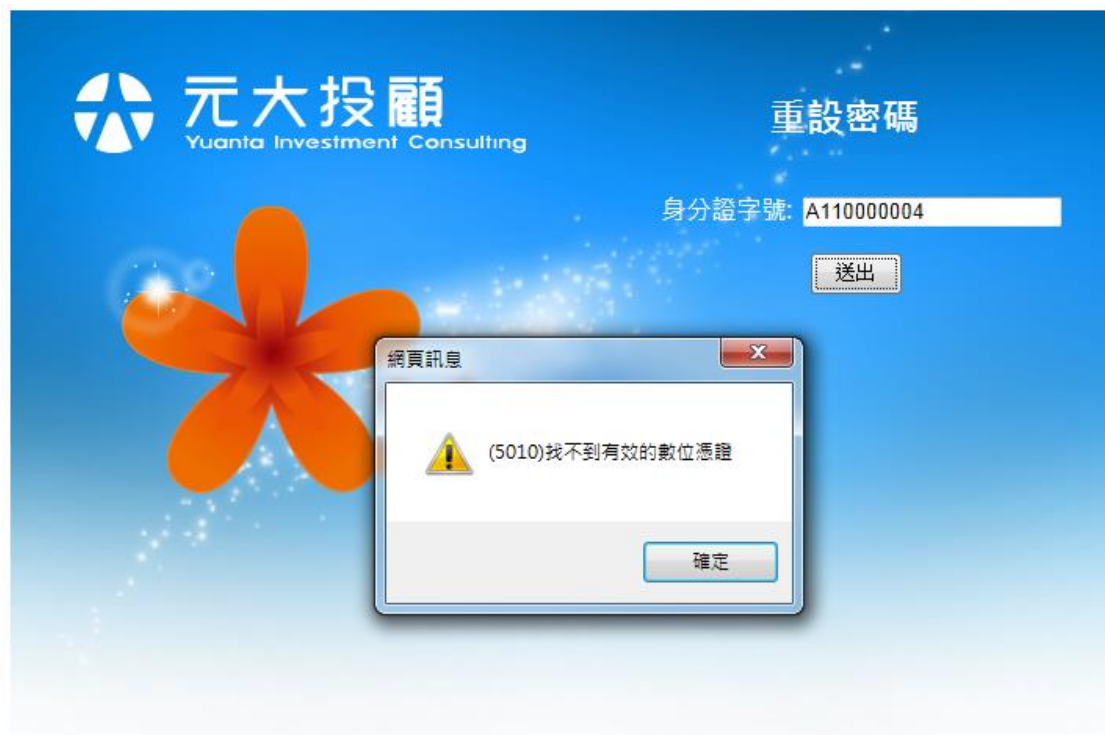 元大投顧
Yuanta Investment Consulting
重設密碼
身分證字號: A110000004
送出
網頁訊息
(5010)找不到有效的數位憑證
確定